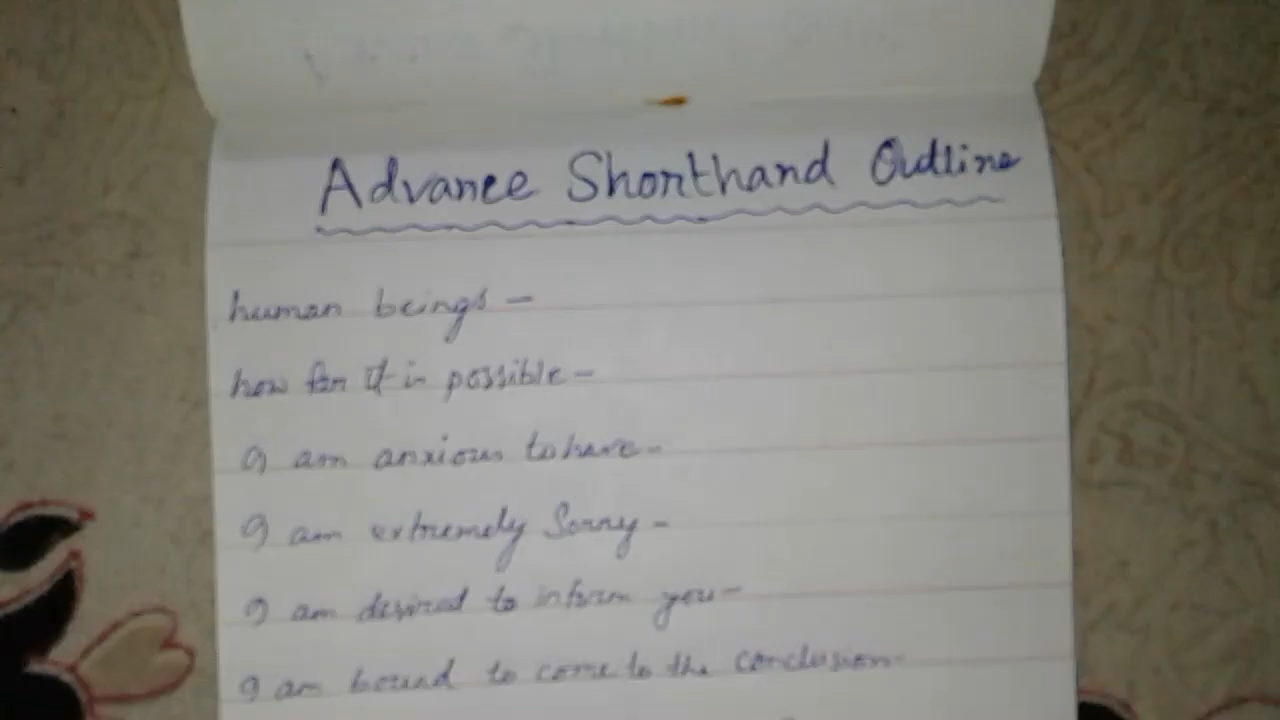 Advance Shorthand Outline
human beings -
how far it is possible -
I am anxious to have -
I am extremely Sorry -
I am desired to inform you -
I am bound to come to the conclusion -